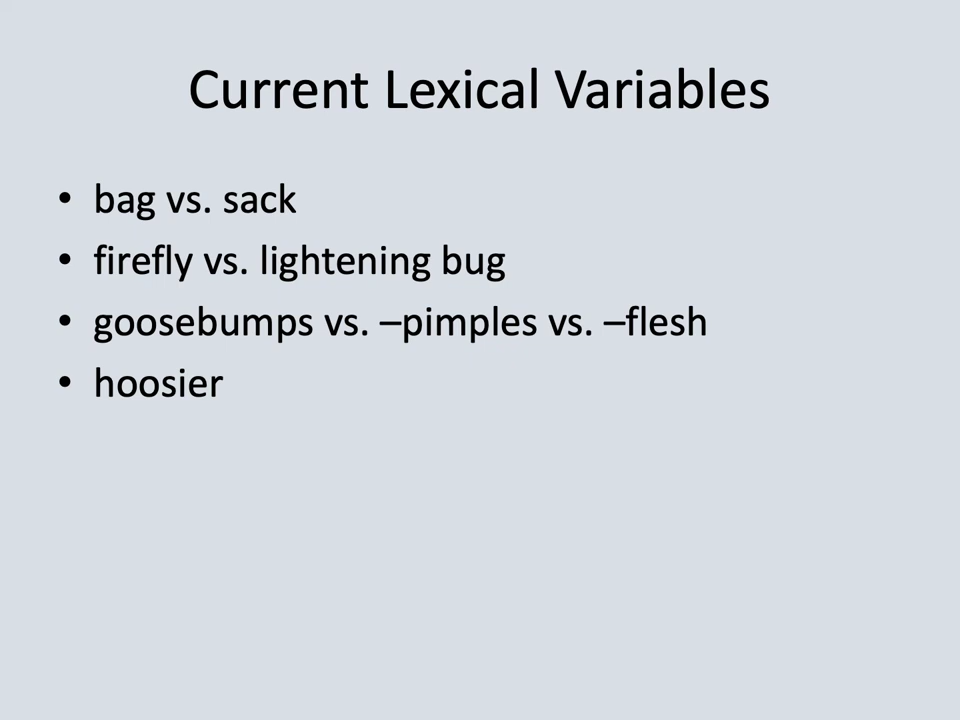 Current Lexical Variables
• bag vs. sack
• firefly vs. lightening bug
• goosebumps vs. –pimples vs. –flesh
• hoosier